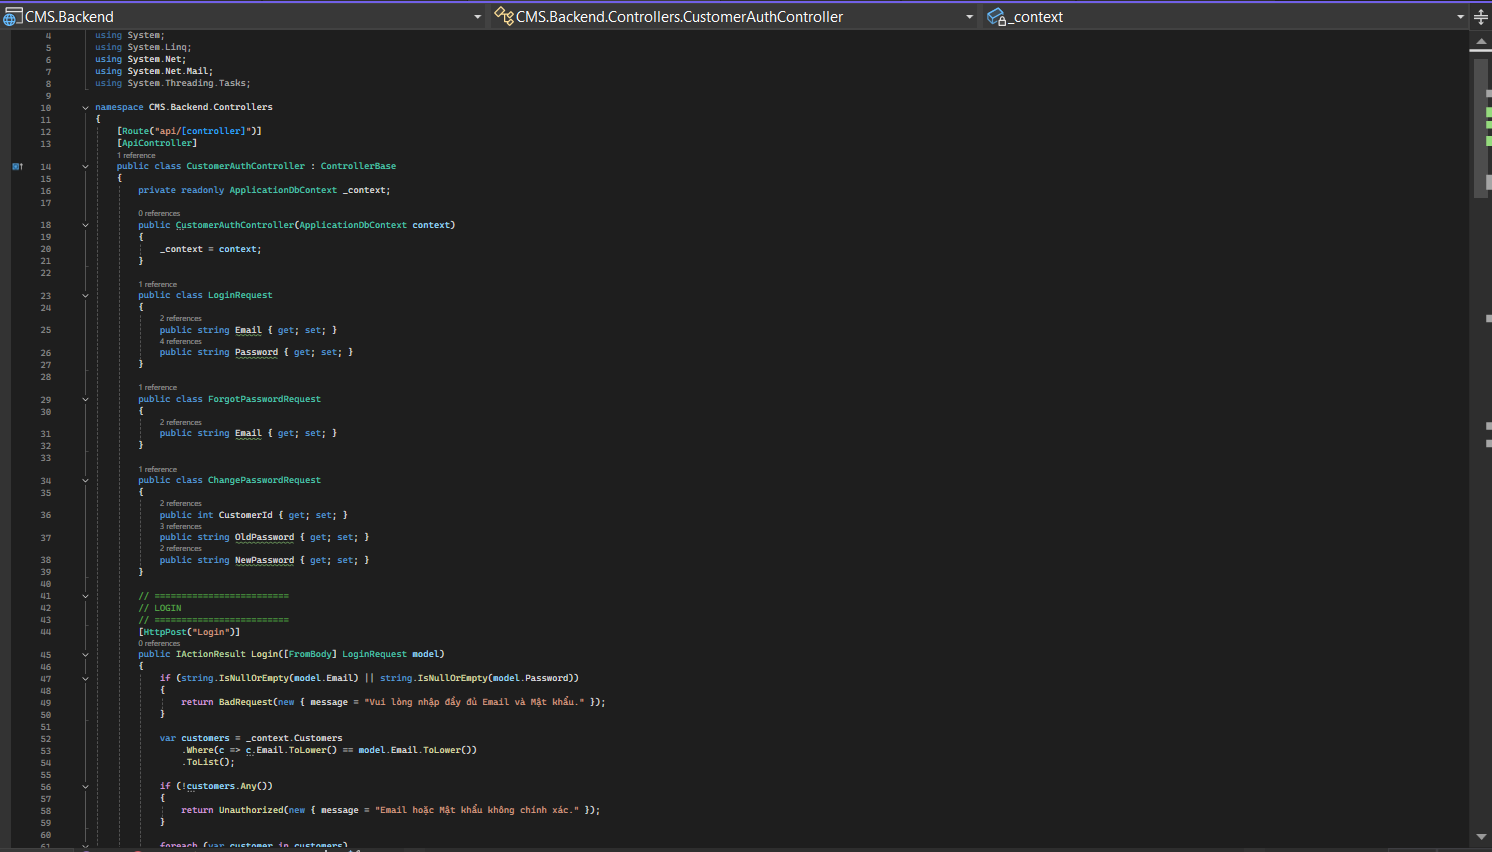 CMS.Backend CMS.Backend.Controllers.CustomerAuthController _context
4 using System;
5 using System.Linq;
6 using System.Net;
7 using System.Net.Mail;
8 using System.Threading.Tasks;
9
10 namespace CMS.Backend.Controllers
11 {
12 [Route("api/[controller]")]
13 [ApiController]
1 reference
14 public class CustomerAuthController : ControllerBase
15 {
16 private readonly ApplicationDbContext _context;
17
0 references
18 public CustomerAuthController(ApplicationDbContext context)
19 {
20 _context = context;
21 }
22
1 reference
23 public class LoginRequest
24 {
2 references
25 public string Email { get; set; }
4 references
26 public string Password { get; set; }
27 }
28
1 reference
29 public class ForgotPasswordRequest
30 {
2 references
31 public string Email { get; set; }
32 }
33
1 reference
34 public class ChangePasswordRequest
35 {
2 references
36 public int CustomerId { get; set; }
3 references
37 public string OldPassword { get; set; }
2 references
38 public string NewPassword { get; set; }
39 }
40
41 // =========================
42 // LOGIN
43 // =========================
44 [HttpPost("Login")]
0 references
45 public IActionResult Login([FromBody] LoginRequest model)
46 {
47 if (string.IsNullOrEmpty(model.Email) || string.IsNullOrEmpty(model.Password))
48 {
49 return BadRequest(new { message = "Vui lòng nhập đầy đủ Email và Mật khẩu." });
50 }
51
52 var customers = _context.Customers
53 .Where(c => c.Email.ToLower() == model.Email.ToLower())
54 .ToList();
55
56 if (!customers.Any())
57 {
58 return Unauthorized(new { message = "Email hoặc Mật khẩu không chính xác." });
59 }
60
61 foreach (var customer in customers)